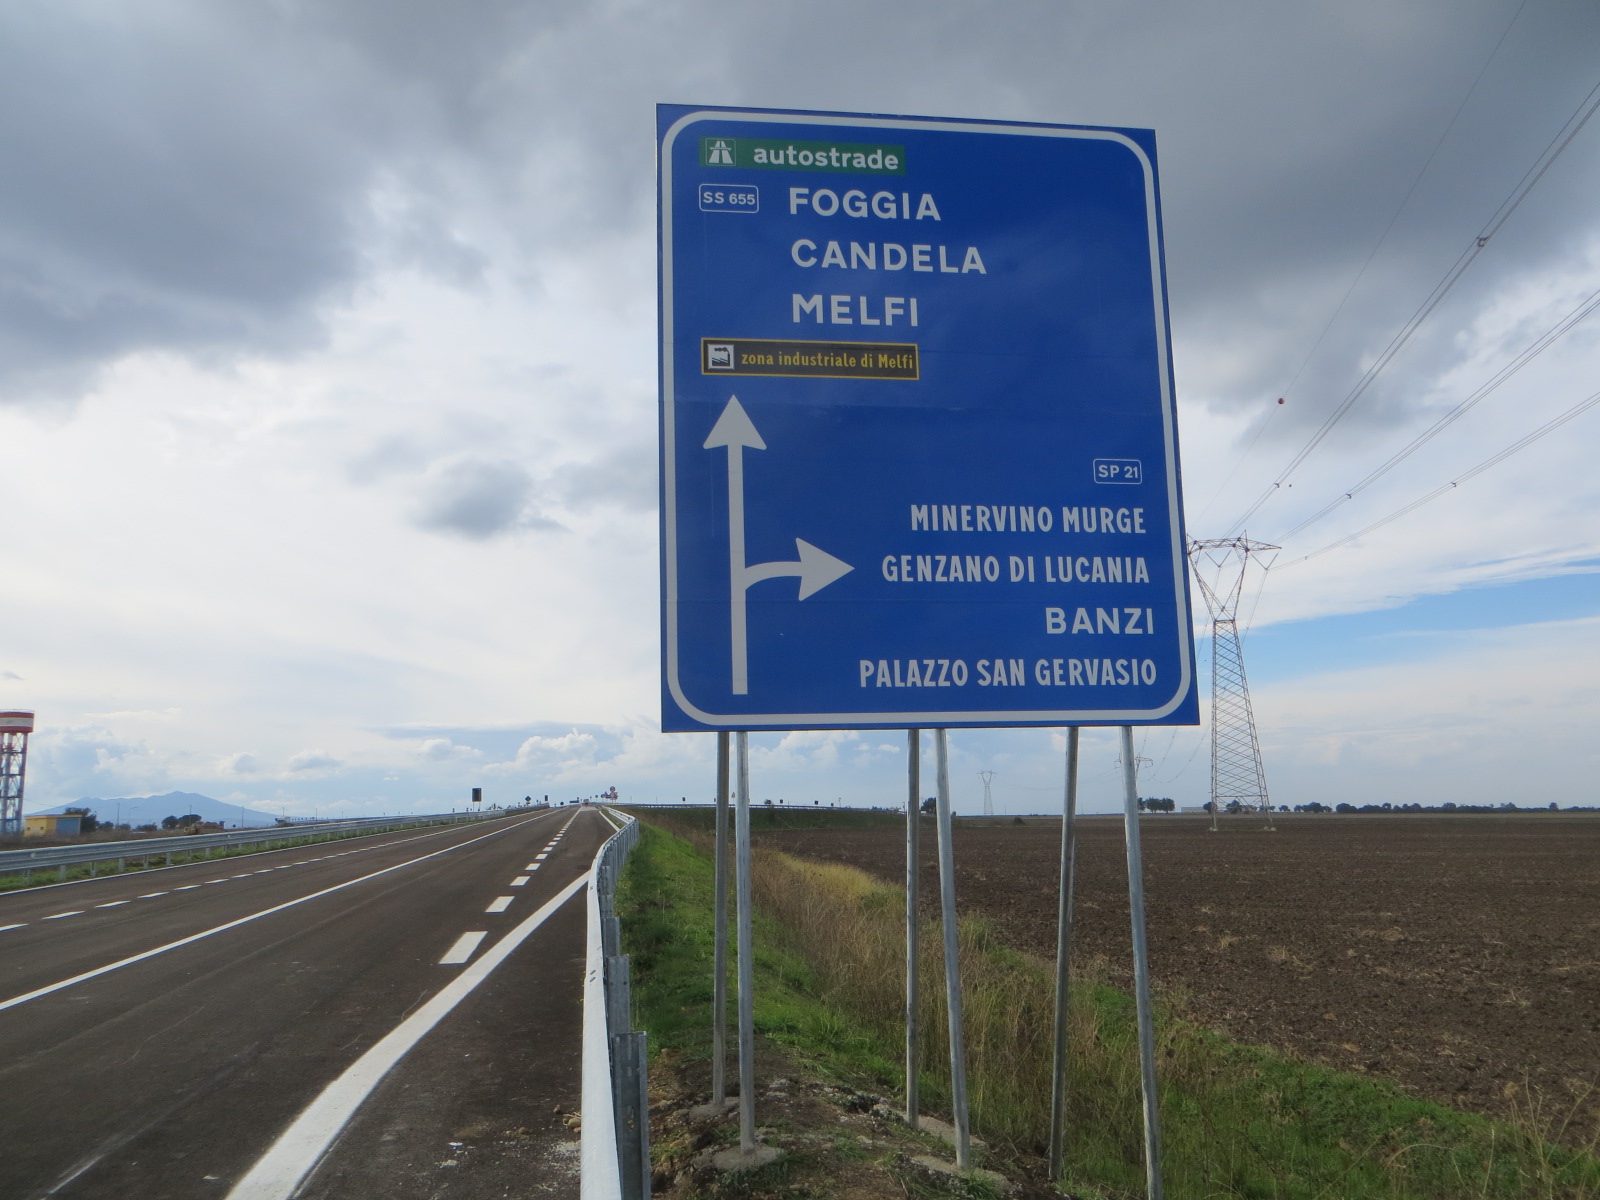 autostrade
SS 655 FOGGIA
CANDELA
MELFI
zona industriale di Melfi
SP 21
MINERVINO MURGE
GENZANO DI LUCANIA
BANZI
PALAZZO SAN GERVASIO